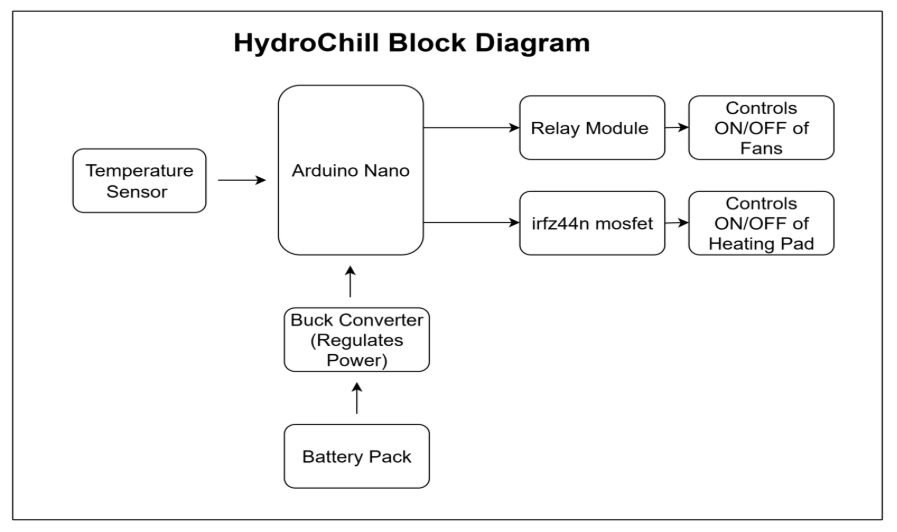 HydroChill Block Diagram
Temperature
Sensor
Arduino Nano
Relay Module
Controls
ON/OFF of
Fans
irfz44n mosfet
Controls
ON/OFF of
Heating Pad
Buck Converter
(Regulates
Power)
Battery Pack